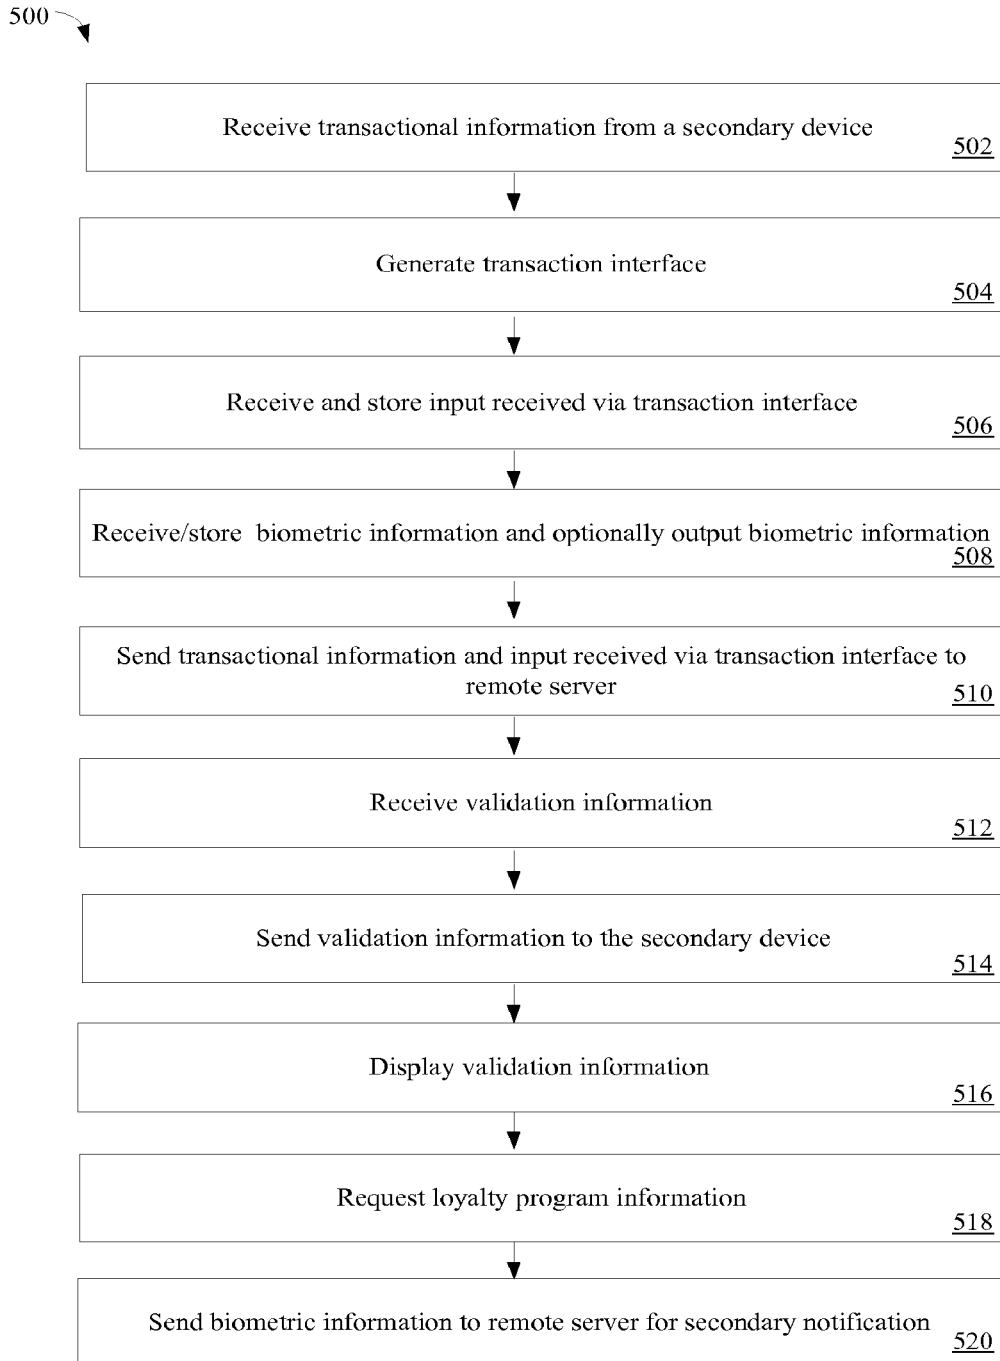 500
Receive transactional information from a secondary device
502
Generate transaction interface
504
Receive and store input received via transaction interface
506
Receive/store biometric information and optionally output biometric information
508
Send transactional information and input received via transaction interface to
remote server
510
Receive validation information
512
Send validation information to the secondary device
514
Display validation information
516
Request loyalty program information
518
Send biometric information to remote server for secondary notification
520